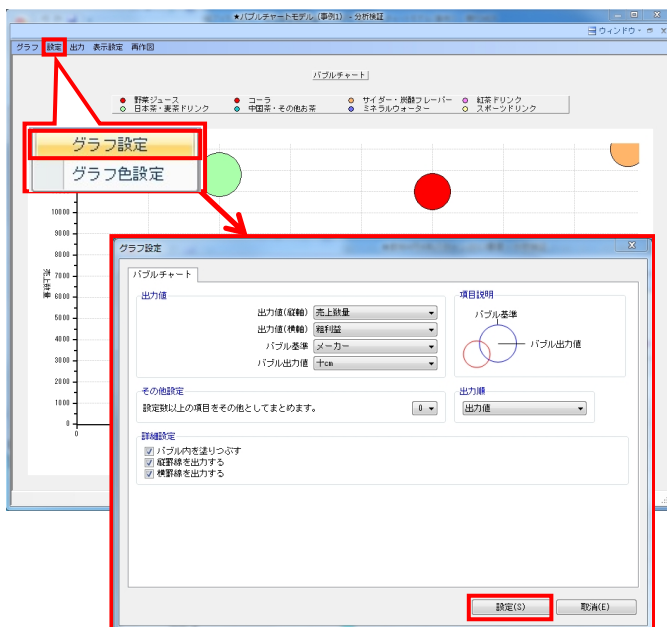 ★バブルチャートモデル (事例1) - 分析検証
ウィンドウ
グラフ 設定 出力 表示設定 再作図
バブルチャート
野菜ジュース コーラ サイダー・炭酸フレーバー 紅茶ドリンク
日本茶・麦茶ドリンク 中国茶・その他お茶 ミネラルウォーター スポーツドリンク
グラフ設定
グラフ色設定
10000
9000
8000
7000
6000
5000
4000
3000
2000
1000
0
0
売上数量
グラフ設定
バブルチャート
出力値
出力値(縦軸) 売上数量
出力値(横軸) 粗利益
バブル基準 メーカー
バブル出力値 十cm
項目説明
バブル基準
バブル出力値
その他設定
設定数以上の項目をその他としてまとめます。 0
出力順
出力値
詳細設定
バブル内を塗りつぶす
縦罫線を出力する
横罫線を出力する
設定(S) 取消(E)